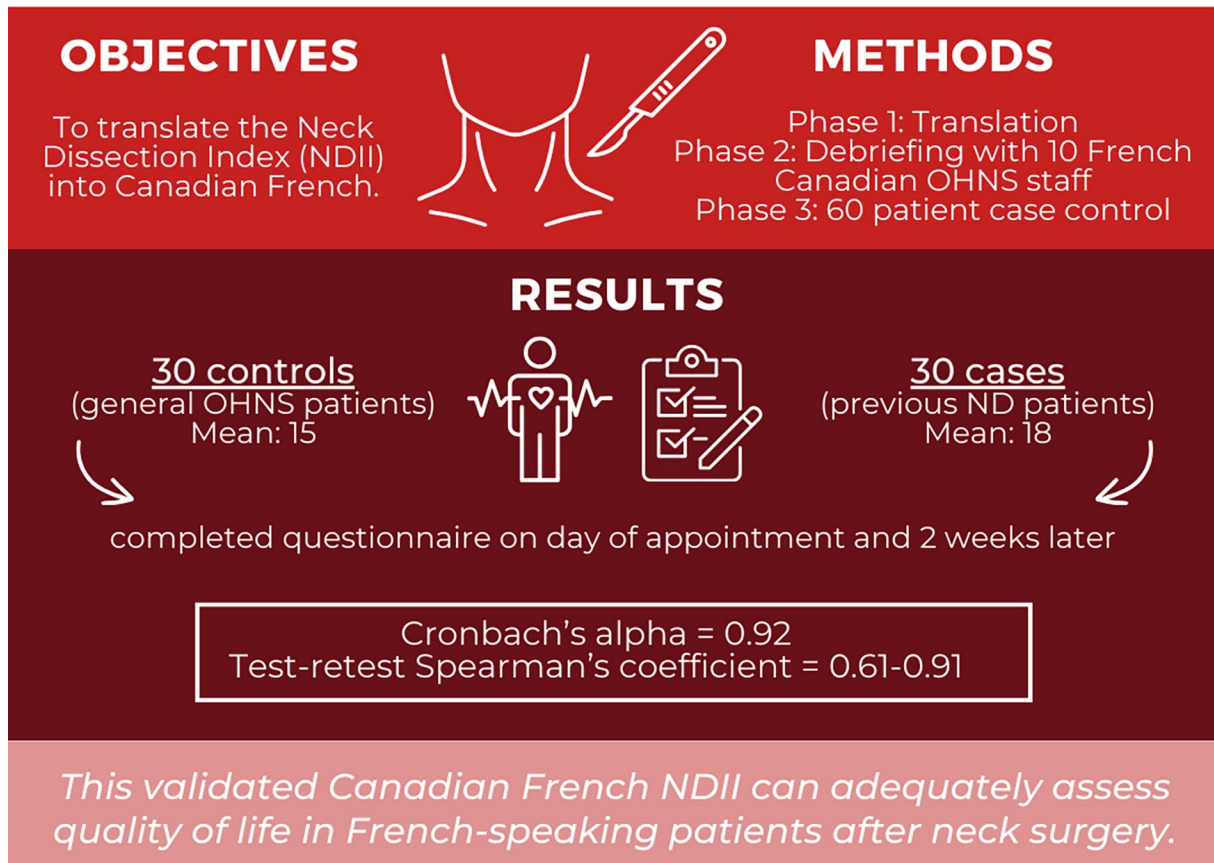 OBJECTIVES
To translate the Neck
Dissection Index (NDII)
into Canadian French.
METHODS
Phase 1: Translation
Phase 2: Debriefing with 10 French
Canadian OHNS staff
Phase 3: 60 patient case control
RESULTS
30 controls
(general OHNS patients)
Mean: 15
30 cases
(previous ND patients)
Mean: 18
completed questionnaire on day of appointment and 2 weeks later
Cronbach's alpha = 0.92
Test-retest Spearman's coefficient = 0.61-0.91
This validated Canadian French NDII can adequately assess
quality of life in French-speaking patients after neck surgery.